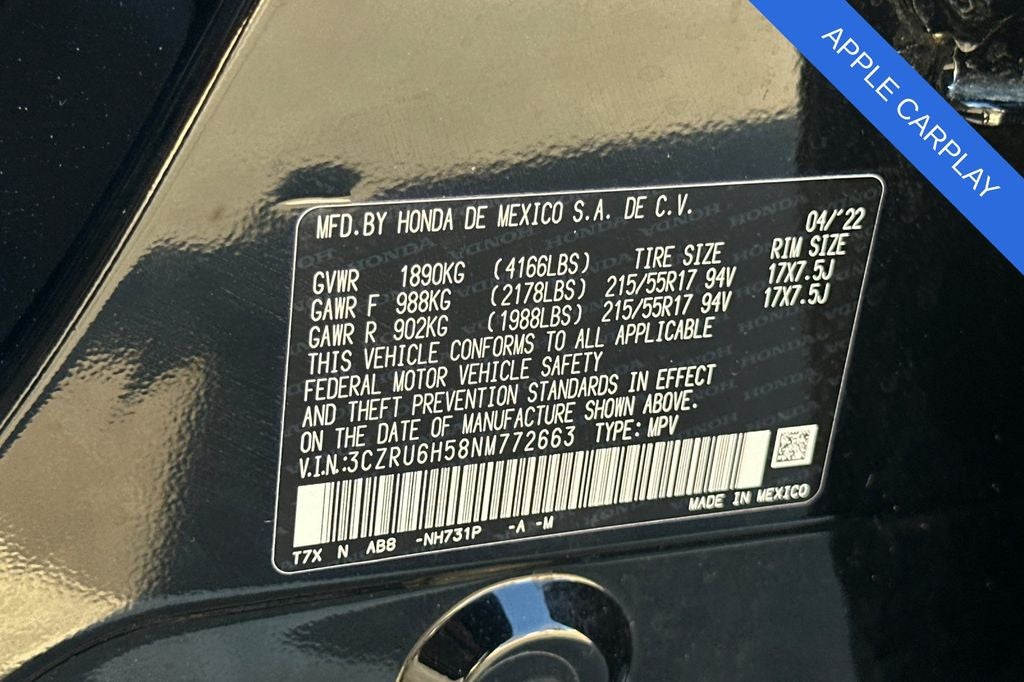 APPLE CARPLAY
MFD.BY HONDA DE MEXICO S.A. DE C.V.
04/'22
TIRE SIZE RIM SIZE
GVWR 1890KG (4166LBS)
GAWR F 988KG (2178LBS) 215/55R17 94V 17X7.5J
GAWR R 902KG (1988LBS) 215/55R17 94V 17X7.5J
THIS VEHICLE CONFORMS TO ALL APPLICABLE
FEDERAL MOTOR VEHICLE SAFETY
AND THEFT PREVENTION STANDARDS IN EFFECT
ON THE DATE OF MANUFACTURE SHOWN ABOVE.
V.I.N.:3CZRU6H58NM772663 TYPE: MPV
MADE IN MEXICO
T7X N AB8 -NH731P -A -M